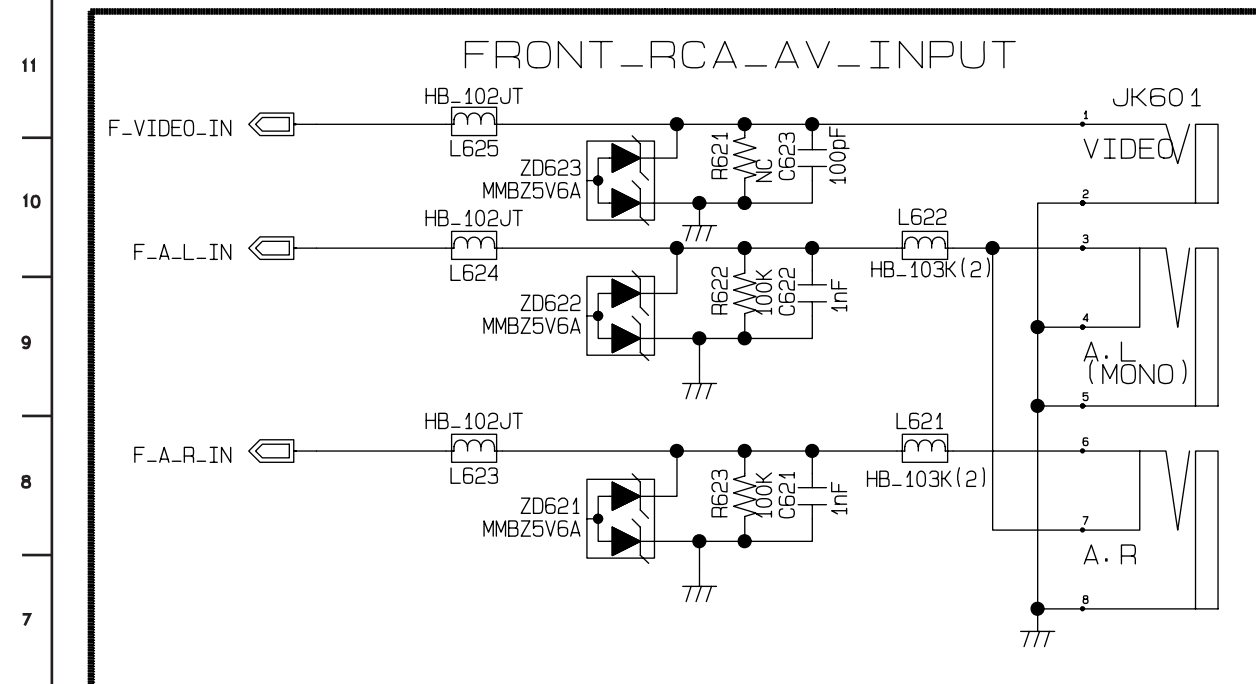 FRONT_RCA_AV_INPUT
11
10
9
8
7
HB_102JT
F_VIDEO_IN
L625
ZD623
MMBZ5V6A
R621
NC
C623
100pF
JK601
1
VIDEO
2
HB_102JT
F_A_L_IN
L624
ZD622
MMBZ5V6A
R622
100K
C622
1nF
L622
HB_103K(2)
3
4
A.L
(MONO)
5
HB_102JT
F_A_R_IN
L623
ZD621
MMBZ5V6A
R623
100K
C621
1nF
L621
HB_103K(2)
6
7
A.R
8